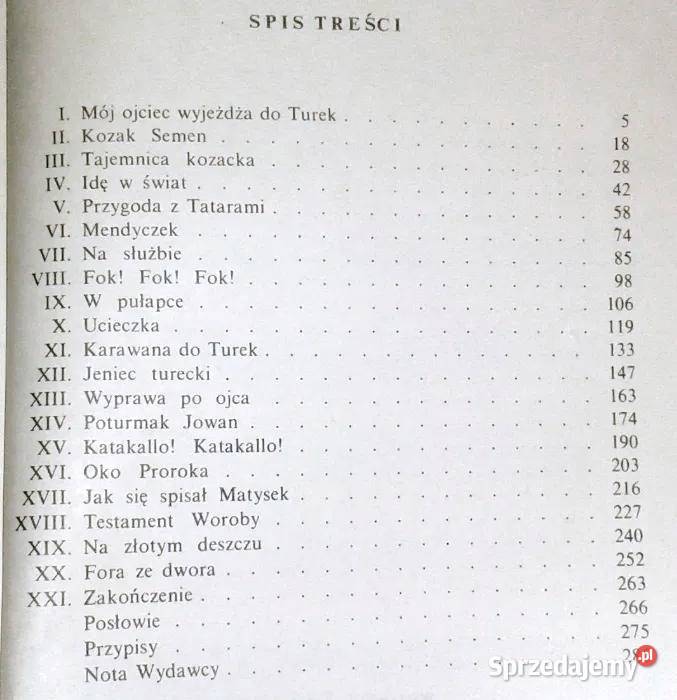 SPIS TREŚCI
I. Mój ojciec wyjeżdża do Turek . . . . . . . . . . 5
II. Kozak Semen . . . . . . . . . . . . . . . 18
III. Tajemnica kozacka . . . . . . . . . . . . . 28
IV. Idę w świat . . . . . . . . . . . . . . . . 42
V. Przygoda z Tatarami . . . . . . . . . . . . . 58
VI. Mendyczek . . . . . . . . . . . . . . . . 74
VII. Na służbie . . . . . . . . . . . . . . . . 85
VIII. Fok! Fok! Fok! . . . . . . . . . . . . . . 98
IX. W pułapce . . . . . . . . . . . . . . . . 106
X. Ucieczka . . . . . . . . . . . . . . . . . 119
XI. Karawana do Turek . . . . . . . . . . . . . 133
XII. Jeniec turecki . . . . . . . . . . . . . . . 147
XIII. Wyprawa po ojca . . . . . . . . . . . . . . 163
XIV. Poturmak Jowan . . . . . . . . . . . . . . 174
XV. Katakallo! Katakallo! . . . . . . . . . . . . 190
XVI. Oko Proroka . . . . . . . . . . . . . . . 203
XVII. Jak się spisał Matysek . . . . . . . . . . . . 216
XVIII. Testament Woroby . . . . . . . . . . . . . 227
XIX. Na złotym deszczu . . . . . . . . . . . . . 240
XX. Fora ze dwora . . . . . . . . . . . . . . . 252
XXI. Zakończenie . . . . . . . . . . . . . . . . 263
Posłowie . . . . . . . . . . . . . . . . . 266
Przypisy . . . . . . . . . . . . . . . . . 275
Nota Wydawcy . . . . . . . . . . . . . . .
Sprzedajemy.pl